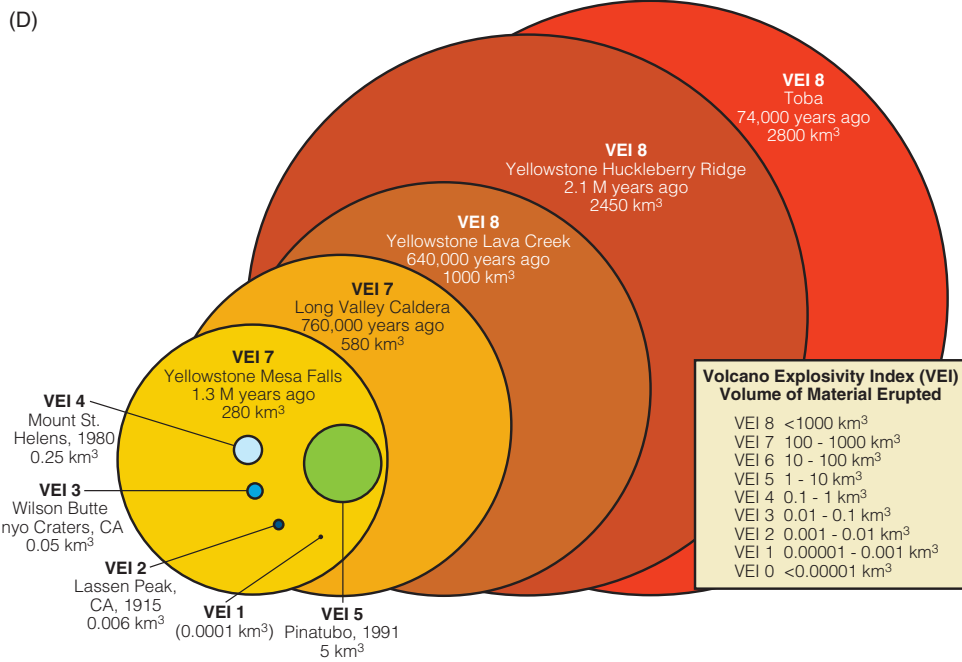 (D)
VEI 8
Toba
74,000 years ago
2800 km³
VEI 8
Yellowstone Huckleberry Ridge
2.1 M years ago
2450 km³
VEI 8
Yellowstone Lava Creek
640,000 years ago
1000 km³
VEI 7
Long Valley Caldera
760,000 years ago
580 km³
VEI 7
Yellowstone Mesa Falls
1.3 M years ago
280 km³
VEI 4
Mount St.
Helens, 1980
0.25 km³
VEI 3
Wilson Butte
nyo Craters, CA
0.05 km³
VEI 2
Lassen Peak,
CA, 1915
0.006 km³
VEI 1
(0.0001 km³)
VEI 5
Pinatubo, 1991
5 km³
Volcano Explosivity Index (VEI)
Volume of Material Erupted
VEI 8 <1000 km³
VEI 7 100 - 1000 km³
VEI 6 10 - 100 km³
VEI 5 1 - 10 km³
VEI 4 0.1 - 1 km³
VEI 3 0.01 - 0.1 km³
VEI 2 0.001 - 0.01 km³
VEI 1 0.00001 - 0.001 km³
VEI 0 <0.00001 km³